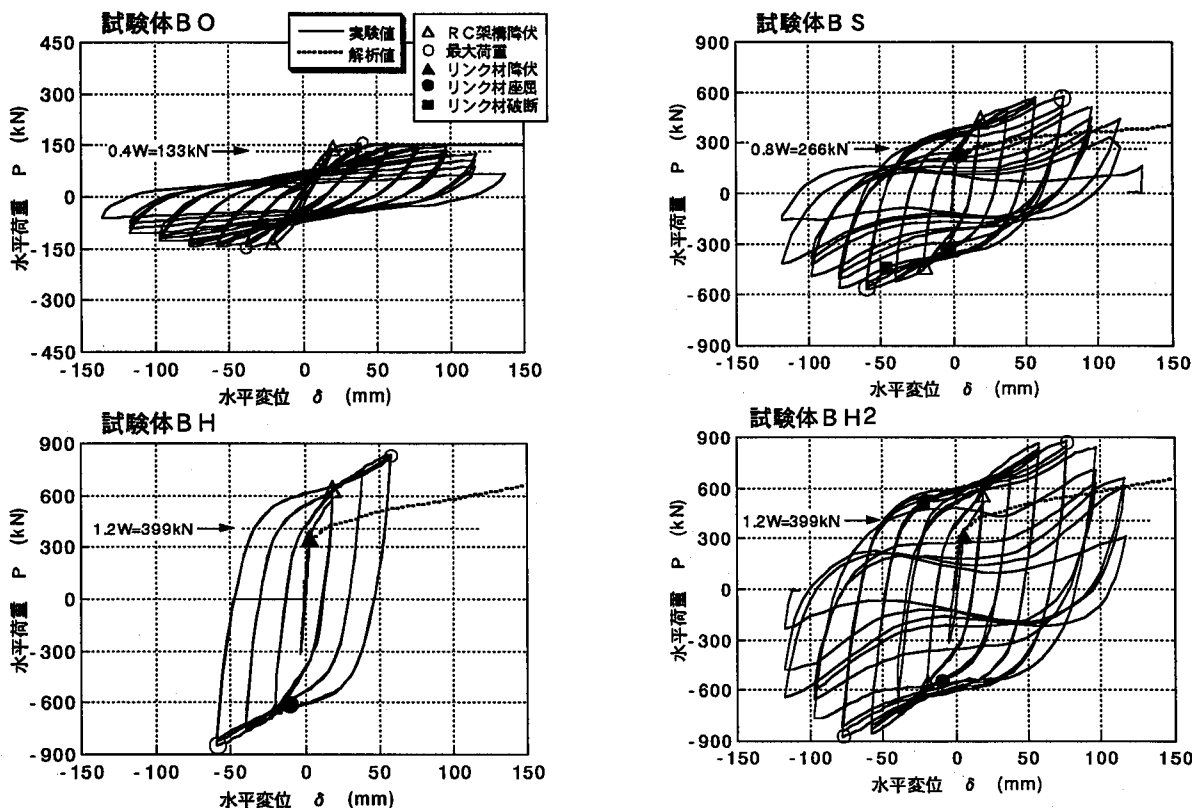 試験体BO
450
300
150
0
-150
-300
-450
水平荷重 P (kN)
-150 -100 -50 0 50 100 150
水平変位 δ (mm)
0.4W=133kN
実験値
解析値
RC架構降伏
最大荷重
リンク材降伏
リンク材座屈
リンク材破断
試験体BS
900
600
300
0
-300
-600
-900
水平荷重 P (kN)
-150 -100 -50 0 50 100 150
水平変位 δ (mm)
0.8W=266kN
試験体BH
900
600
300
0
-300
-600
-900
水平荷重 P (kN)
-150 -100 -50 0 50 100 150
水平変位 δ (mm)
1.2W=399kN
試験体BH2
900
600
300
0
-300
-600
-900
水平荷重 P (kN)
-150 -100 -50 0 50 100 150
水平変位 δ (mm)
1.2W=399kN